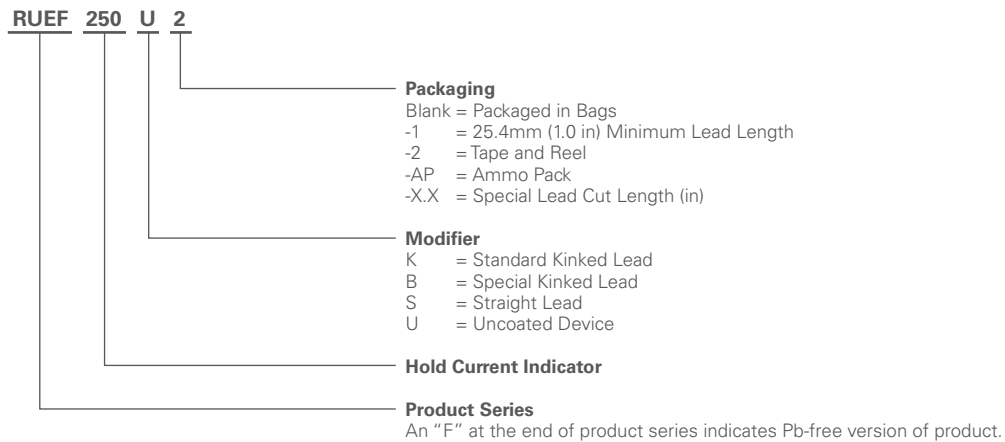 RUEF 250 U 2
Packaging
Blank = Packaged in Bags
-1 = 25.4mm (1.0 in) Minimum Lead Length
-2 = Tape and Reel
-AP = Ammo Pack
-X.X = Special Lead Cut Length (in)
Modifier
K = Standard Kinked Lead
B = Special Kinked Lead
S = Straight Lead
U = Uncoated Device
Hold Current Indicator
Product Series
An “F” at the end of product series indicates Pb-free version of product.